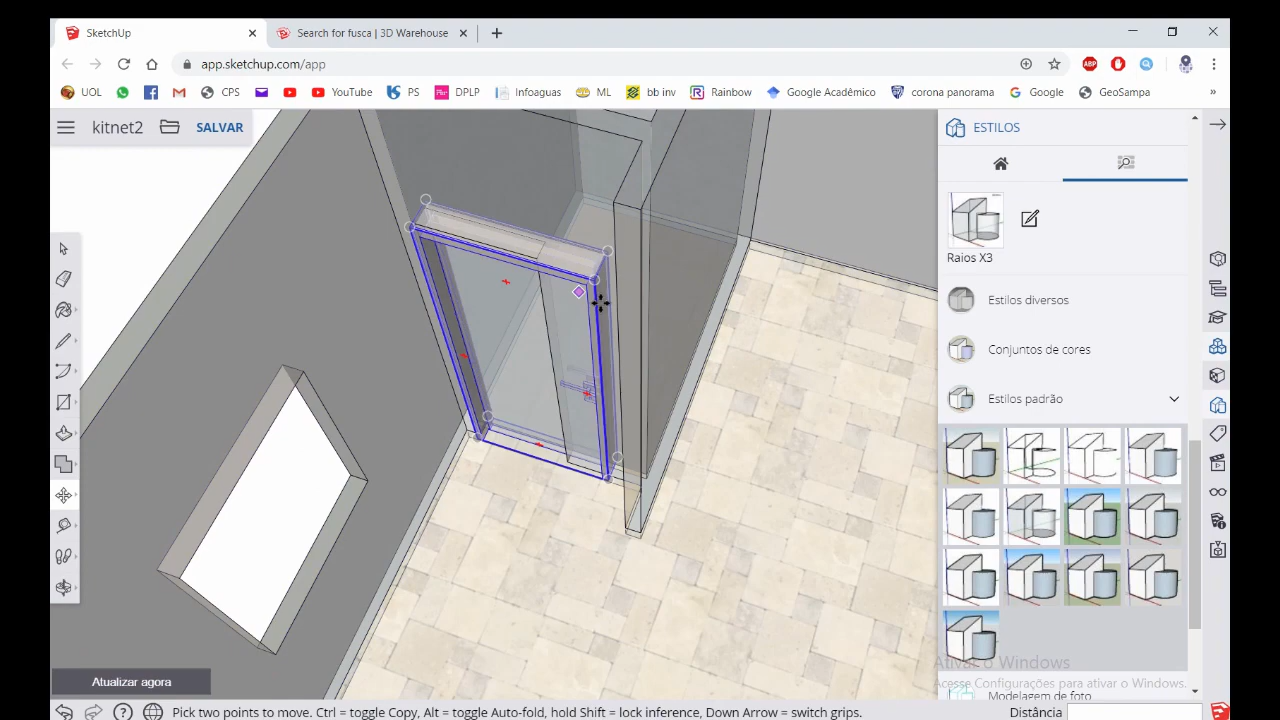 SketchUp
Search for fusca | 3D Warehouse
app.sketchup.com/app
UOL CPS YouTube PS DPLP Infoaguas ML bb inv Rainbow Google Acadêmico corona panorama Google GeoSampa »
kitnet2 SALVAR
ESTILOS
Raios X3
Estilos diversos
Conjuntos de cores
Estilos padrão
Ativar o Windows
Acesse Configurações para ativar o Windows.
Modelagem de foto
Atualizar agora
Pick two points to move. Ctrl = toggle Copy, Alt = toggle Autofold, hold Shift = lock inference, Down Arrow = switch grips.
Distância